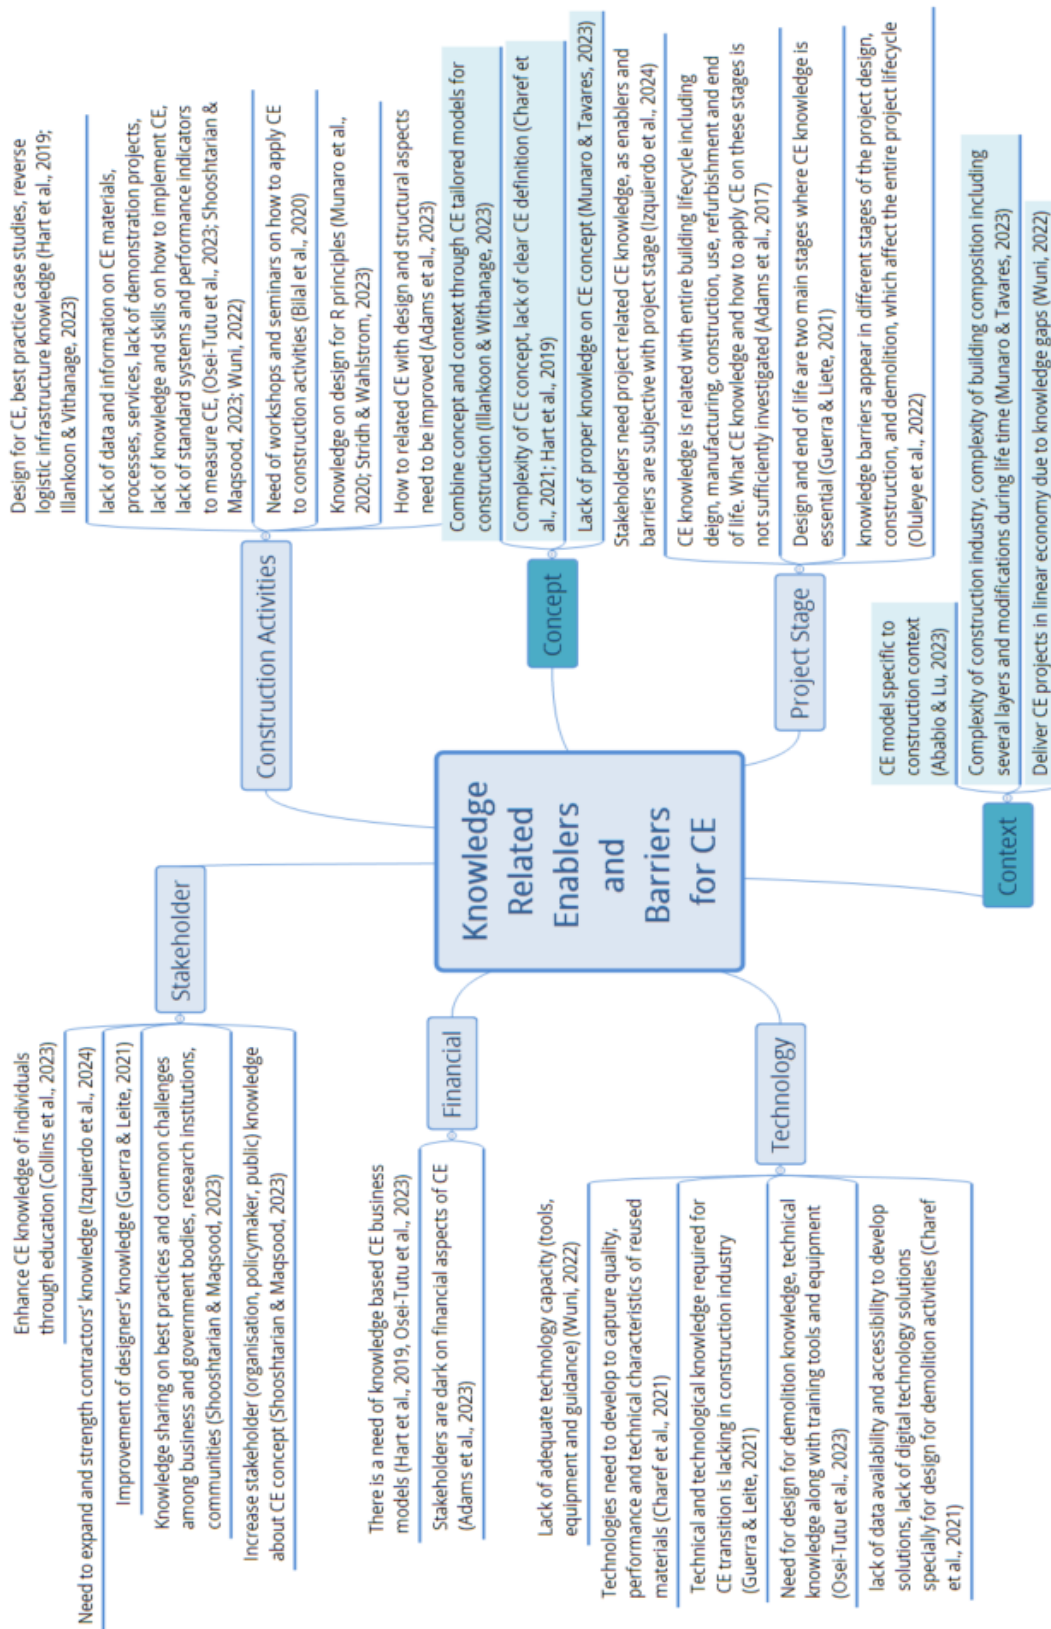 Knowledge
Related
Enablers
and
Barriers
for CE
Stakeholder
Enhance CE knowledge of individuals
through education (Collins et al., 2023)
Need to expand and strength contractors' knowledge (Izquierdo et al., 2024)
Improvement of designers' knowledge (Guerra & Leite, 2021)
Knowledge sharing on best practices and common challenges
among business and government bodies, research institutions,
communities (Shooshtarian & Maqsood, 2023)
Increase stakeholder (organisation, policymaker, public) knowledge
about CE concept (Shooshtarian & Maqsood, 2023)
Financial
There is a need of knowledge based CE business
models (Hart et al., 2019, Osei-Tutu et al., 2023)
Stakeholders are dark on financial aspects of CE
(Adams et al., 2023)
Technology
Lack of adequate technology capacity (tools,
equipment and guidance) (Wuni, 2022)
Technologies need to develop to capture quality,
performance and technical characteristics of reused
materials (Charef et al., 2021)
Technical and technological knowledge required for
CE transition is lacking in construction industry
(Guerra & Leite, 2021)
Need for design for demolition knowledge, technical
knowledge along with training tools and equipment
(Osei-Tutu et al., 2023)
lack of data availability and accessibility to develop
solutions, lack of digital technology solutions
specially for design for demolition activities (Charef
et al., 2021)
Construction Activities
Design for CE, best practice case studies, reverse
logistic infrastructure knowledge (Hart et al., 2019;
Illankoon & Vithanage, 2023)
lack of data and information on CE materials,
processes, services, lack of demonstration projects,
lack of knowledge and skills on how to implement CE,
lack of standard systems and performance indicators
to measure CE, (Osei-Tutu et al., 2023; Shooshtarian &
Maqsood, 2023; Wuni, 2022)
Need of workshops and seminars on how to apply CE
to construction activities (Bilal et al., 2020)
Knowledge on design for R principles (Munaro et al.,
2020; Stridh & Wahlstrom, 2023)
How to related CE with design and structural aspects
need to be improved (Adams et al., 2023)
Concept
Combine concept and context through CE tailored models for
construction (Illankoon & Withanage, 2023)
Complexity of CE concept, lack of clear CE definition (Charef et
al., 2021; Hart et al., 2019)
Lack of proper knowledge on CE concept (Munaro & Tavares, 2023)
Project Stage
Stakeholders need project related CE knowledge, as enablers and
barriers are subjective with project stage (Izquierdo et al., 2024)
CE knowledge is related with entire building lifecycle including
deign, manufacturing, construction, use, refurbishment and end
of life. What CE knowledge and how to apply CE on these stages is
not sufficiently investigated (Adams et al., 2017)
Design and end of life are two main stages where CE knowledge is
essential (Guerra & Liete, 2021)
knowledge barriers appear in different stages of the project design,
construction, and demolition, which affect the entire project lifecycle
(Oluleye et al., 2022)
Context
CE model specific to
construction context
(Ababio & Lu, 2023)
Complexity of construction industry, complexity of building composition including
several layers and modifications during life time (Munaro & Tavares, 2023)
Deliver CE projects in linear economy due to knowledge gaps (Wuni, 2022)